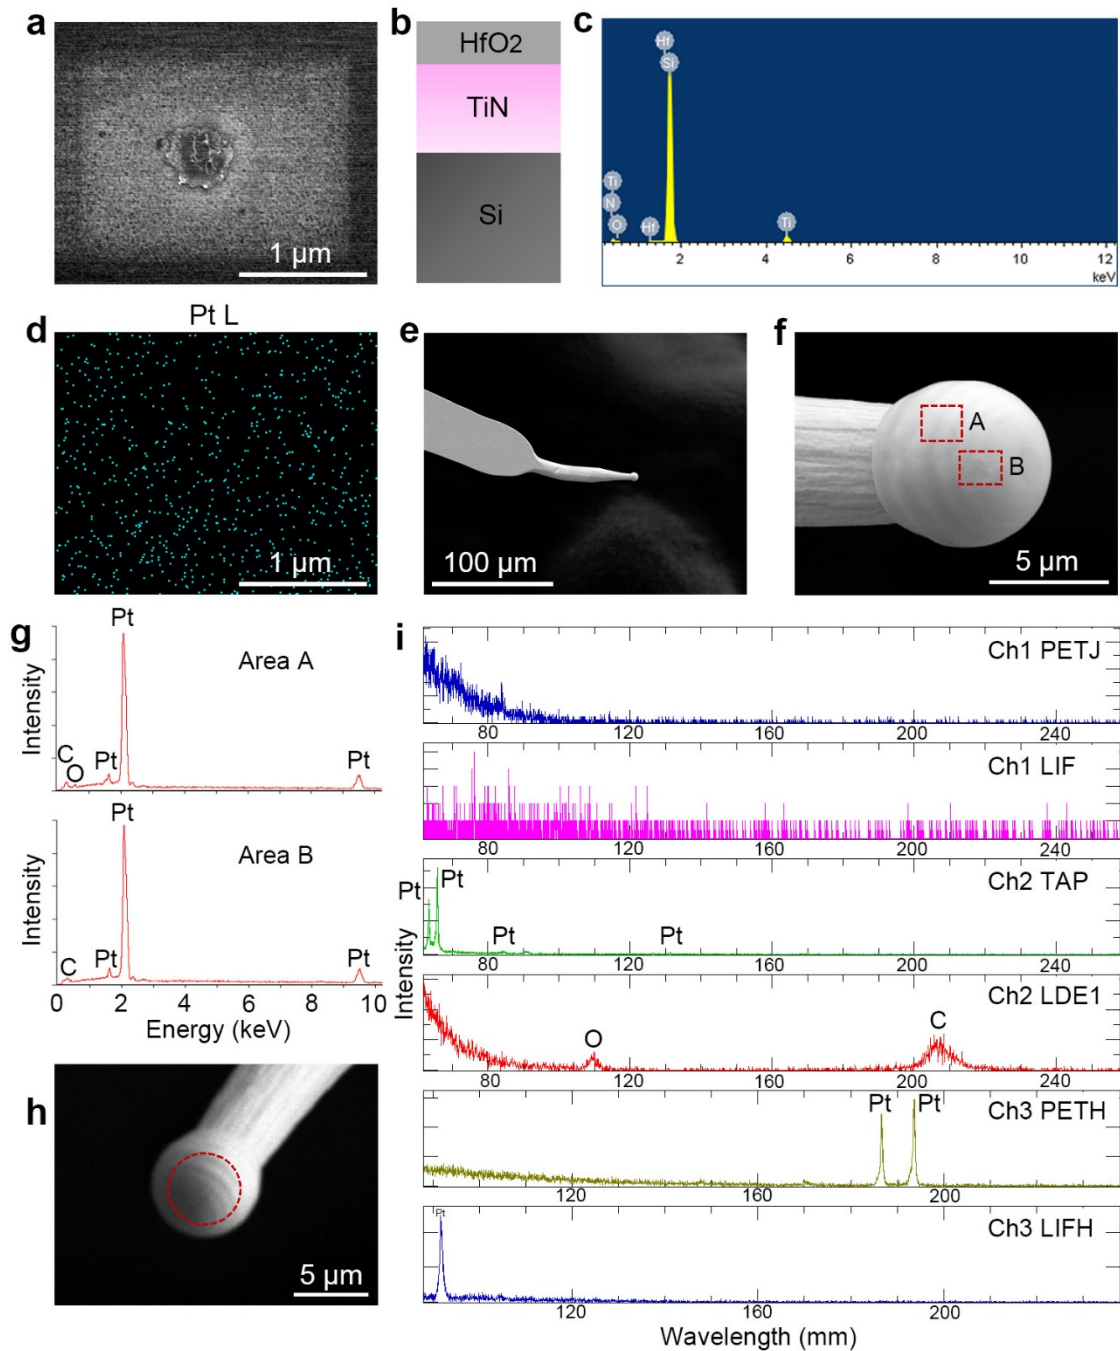 a
b
c
1 µm
HfO2
TiN
Si
Hf
Si
Ti
N
O
Hf
Ti
2 4 6 8 10 12
keV
d
Pt L
1 µm
e
100 µm
f
A
B
5 µm
g
Pt
Area A
Intensity
C
O
Pt
Pt
Pt
Area B
Intensity
C
Pt
Pt
0 2 4 6 8 10
Energy (keV)
h
5 µm
i
Ch1 PETJ
80 120 160 200 240
Ch1 LIF
80 120 160 200 240
Ch2 TAP
Pt
Pt
Pt
Pt
80 120 160 200 240
Intensity
Ch2 LDE1
O
C
80 120 160 200 240
Ch3 PETH
Pt
Pt
120 160 200
Ch3 LIFH
Pt
120 160 200
Wavelength (mm)